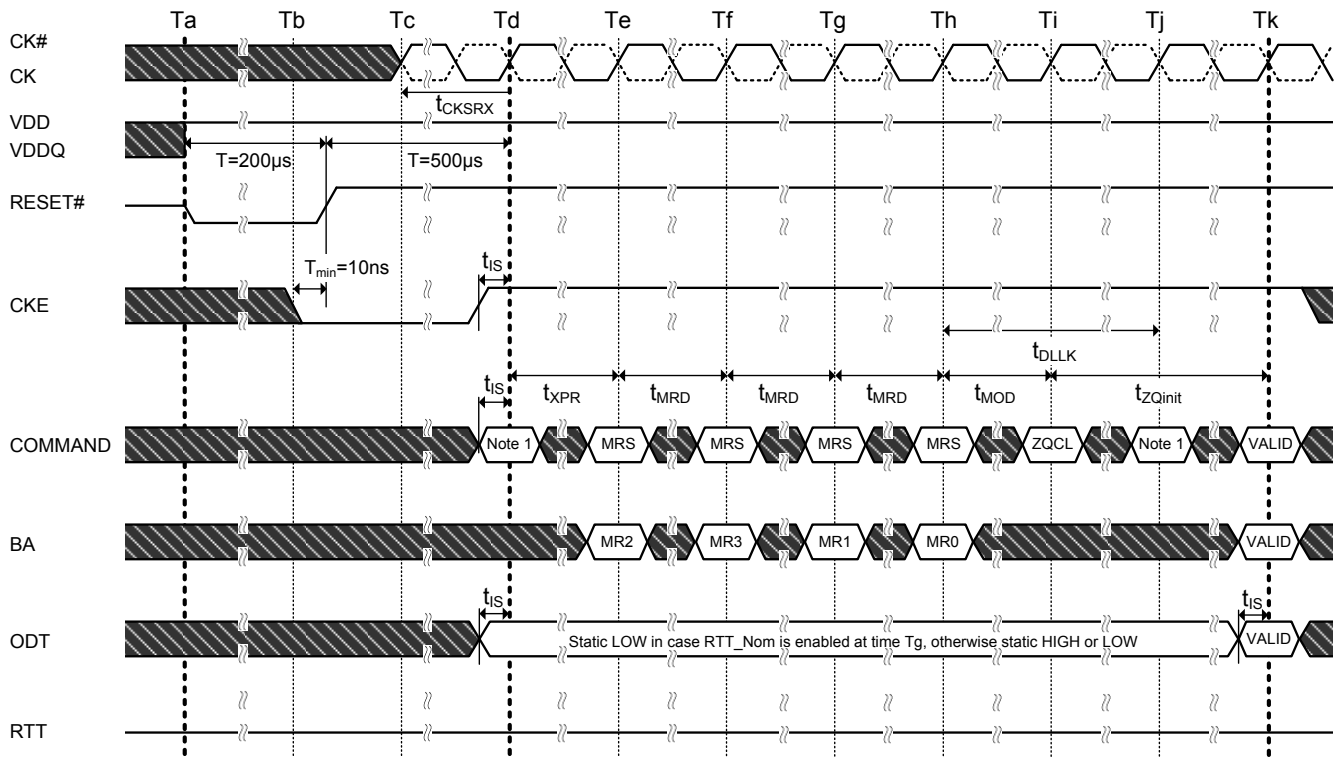 Ta Tb Tc Td Te Tf Tg Th Ti Tj Tk
CK#
CK
tCKSRX
VDD
VDDQ
T=200µs T=500µs
RESET#
Tmin=10ns tIS
CKE
tDLLK
tIS tXPR tMRD tMRD tMRD tMOD tZQinit
COMMAND Note 1 MRS MRS MRS MRS ZQCL Note 1 VALID
BA MR2 MR3 MR1 MR0 VALID
tIS tIS
ODT Static LOW in case RTT_Nom is enabled at time Tg, otherwise static HIGH or LOW VALID
RTT